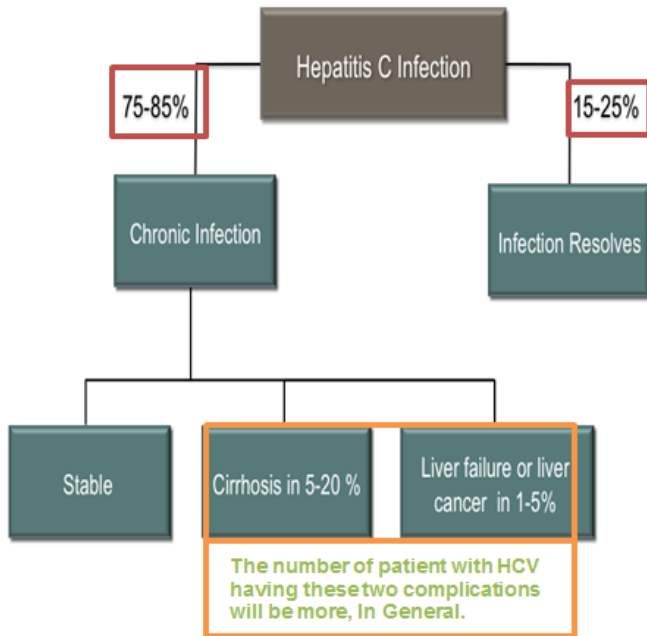 Hepatitis C Infection
75-85%
15-25%
Chronic Infection
Infection Resolves
Stable
Cirrhosis in 5-20 %
Liver failure or liver
cancer in 1-5%
The number of patient with HCV
having these two complications
will be more, In General.